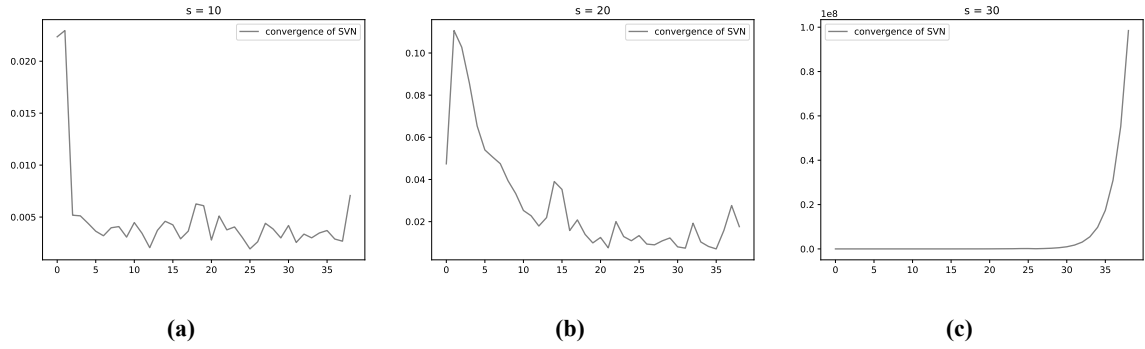 s = 10
convergence of SVN
0.020
0.015
0.010
0.005
0 5 10 15 20 25 30 35
(a)
s = 20
convergence of SVN
0.10
0.08
0.06
0.04
0.02
0 5 10 15 20 25 30 35
(b)
1e8
s = 30
convergence of SVN
1.0
0.8
0.6
0.4
0.2
0.0
0 5 10 15 20 25 30 35
(c)